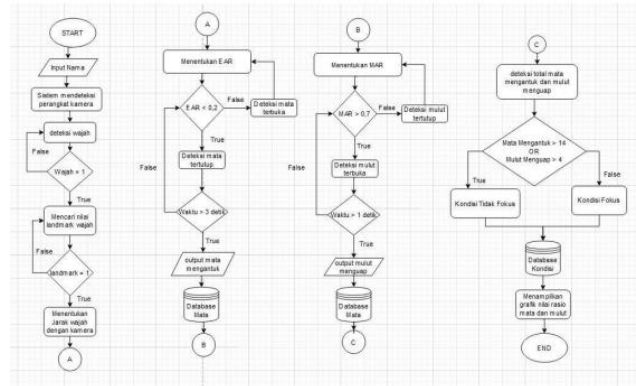 START
Input Nama
Sistem mendeteksi
perangkat kamera
deteksi wajah
False
Wajah = 1
True
Mencari nilai
landmark wajah
False
landmark = 1
True
Menentukan
Jarak wajah
dengan kamera
A
A
Menentukan EAR
EAR < 0,2
False
Deteksi mata
terbuka
True
Deteksi mata
tertutup
False
Waktu > 3 detik
True
output mata
mengantuk
Database
Mata
B
B
Menentukan MAR
MAR > 0,7
False
Deteksi mulut
tertutup
True
Deteksi mulut
terbuka
False
Waktu > 1 detik
True
output mulut
menguap
Database
Mata
C
C
deteksi total mata
mengantuk dan mulut
menguap
Mata Mengantuk > 14
OR
Mulut Menguap > 4
True
False
Kondisi Tidak Fokus
Kondisi Fokus
Database
Kondisi
Menampilkan
grafik nilai rasio
mata dan mulut
END